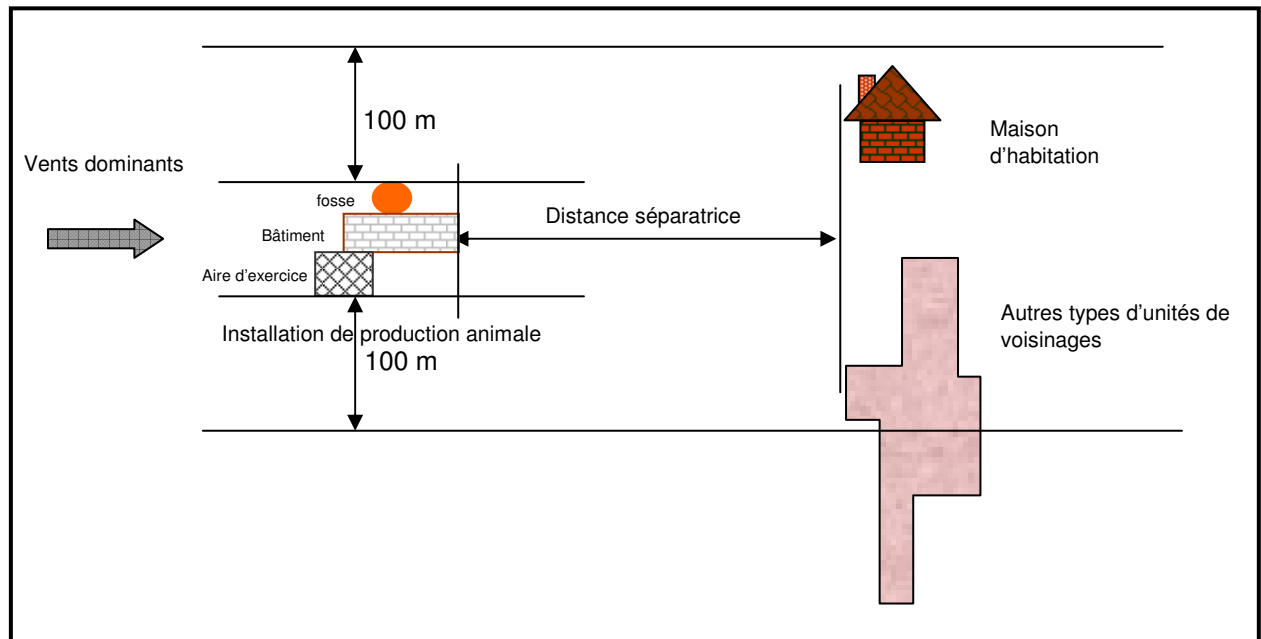 100 m
Vents dominants
Maison
d'habitation
fosse
Distance séparatrice
Bâtiment
Aire d'exercice
Installation de production animale
100 m
Autres types d'unités de
voisinages